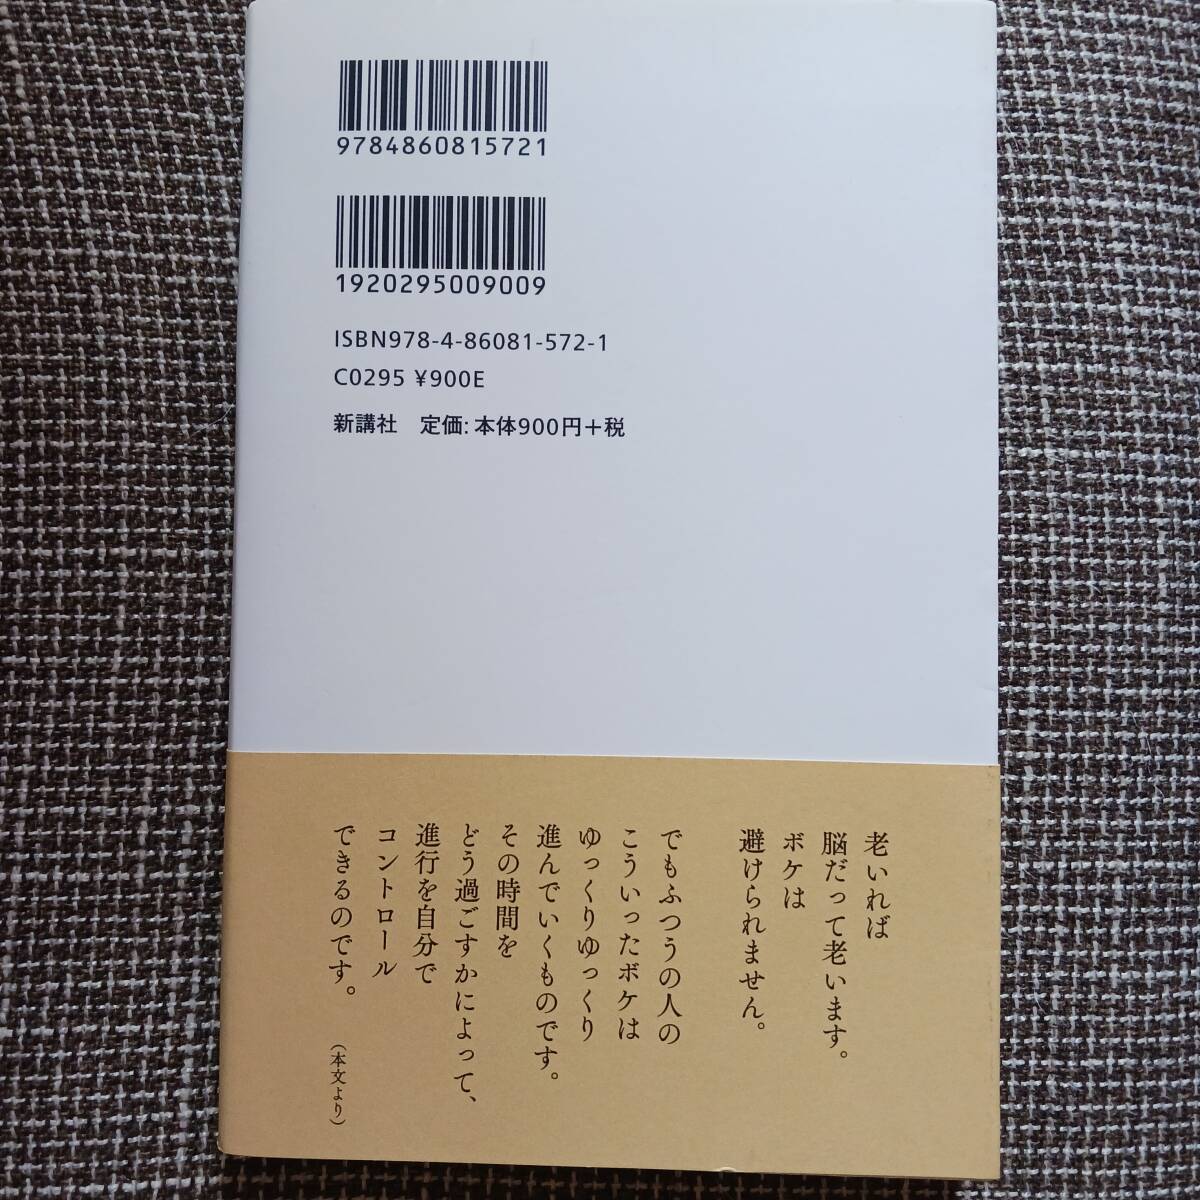 9784860815721
1920295009009
ISBN978-4-86081-572-1
C0295 ¥900E
新講社 定価:本体900円+税
老いれば
脳だって老います。
ボケは
避けられません。
でもふつうの人の
こういったボケは
ゆっくりゆっくり
進んでいくものです。
その時間を
どう過ごすかによって、
進行を自分で
コントロール
できるのです。
(本文より)